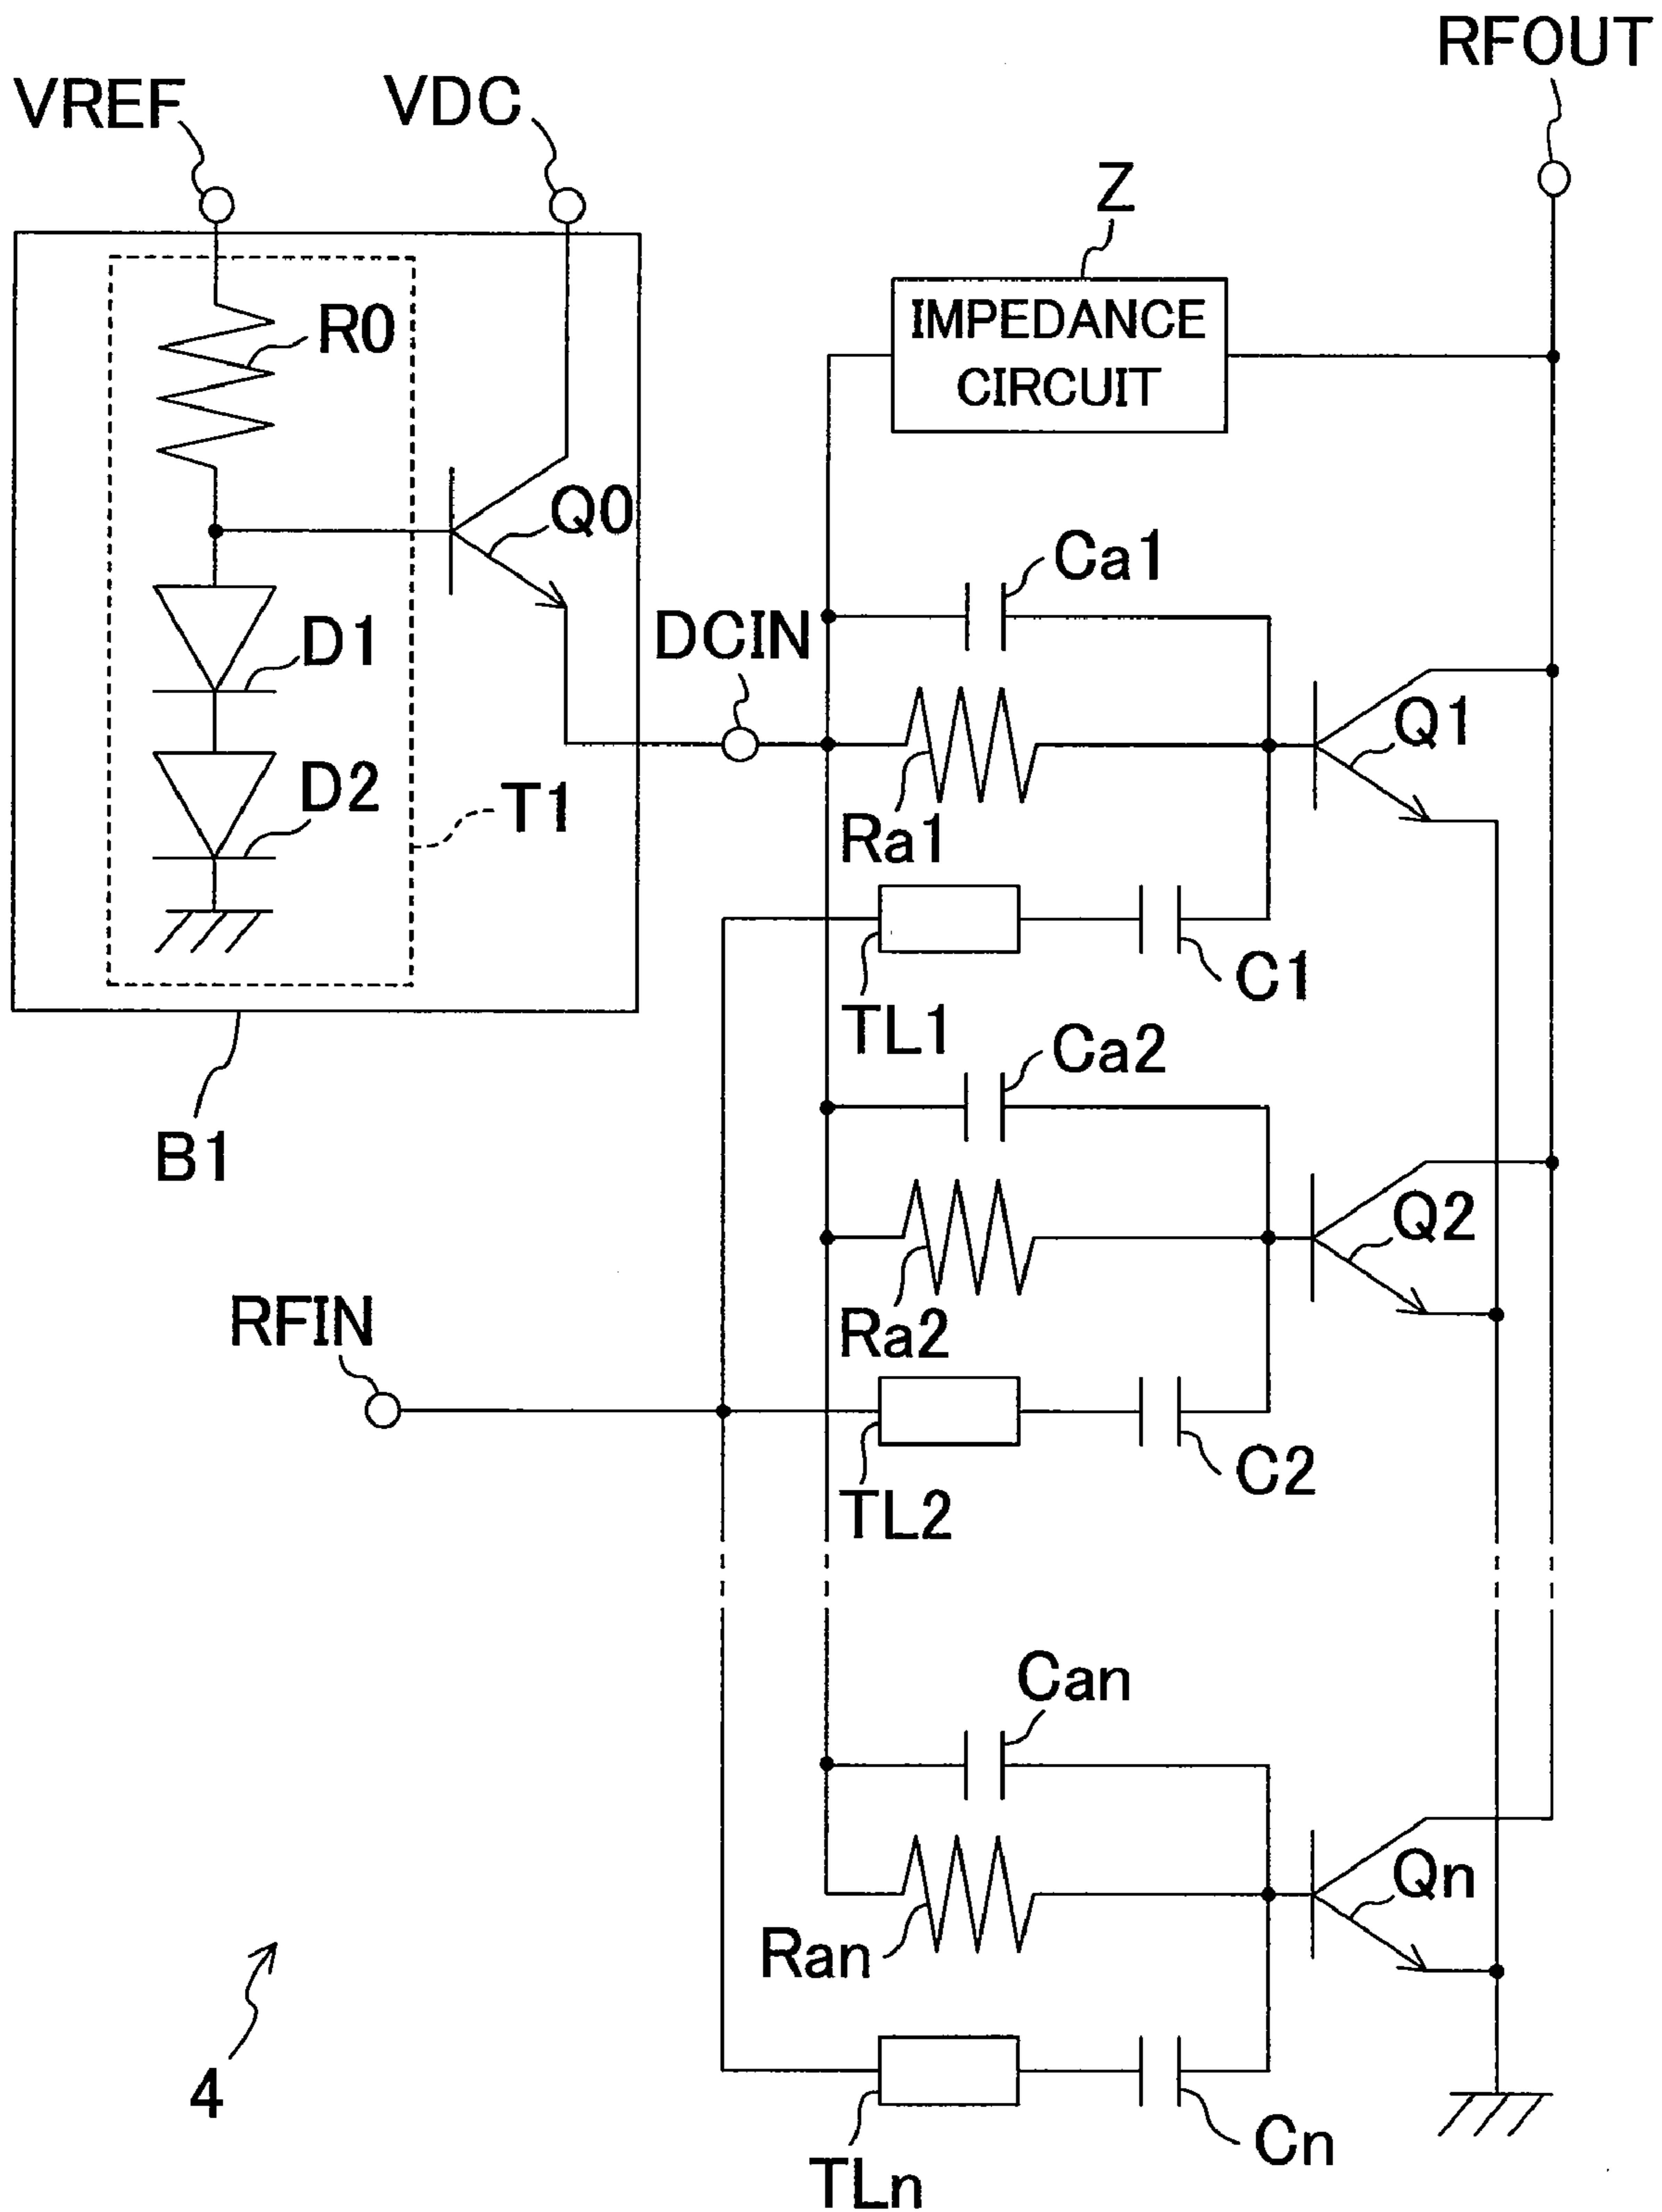 RFOUT
VREF
VDC
Z
IMPEDANCE
CIRCUIT
R0
Q0
Ca1
DCIN
D1
Q1
D2
T1
Ra1
C1
TL1
Ca2
B1
Q2
RFIN
Ra2
C2
TL2
Can
Qn
Ran
4
Cn
TLn